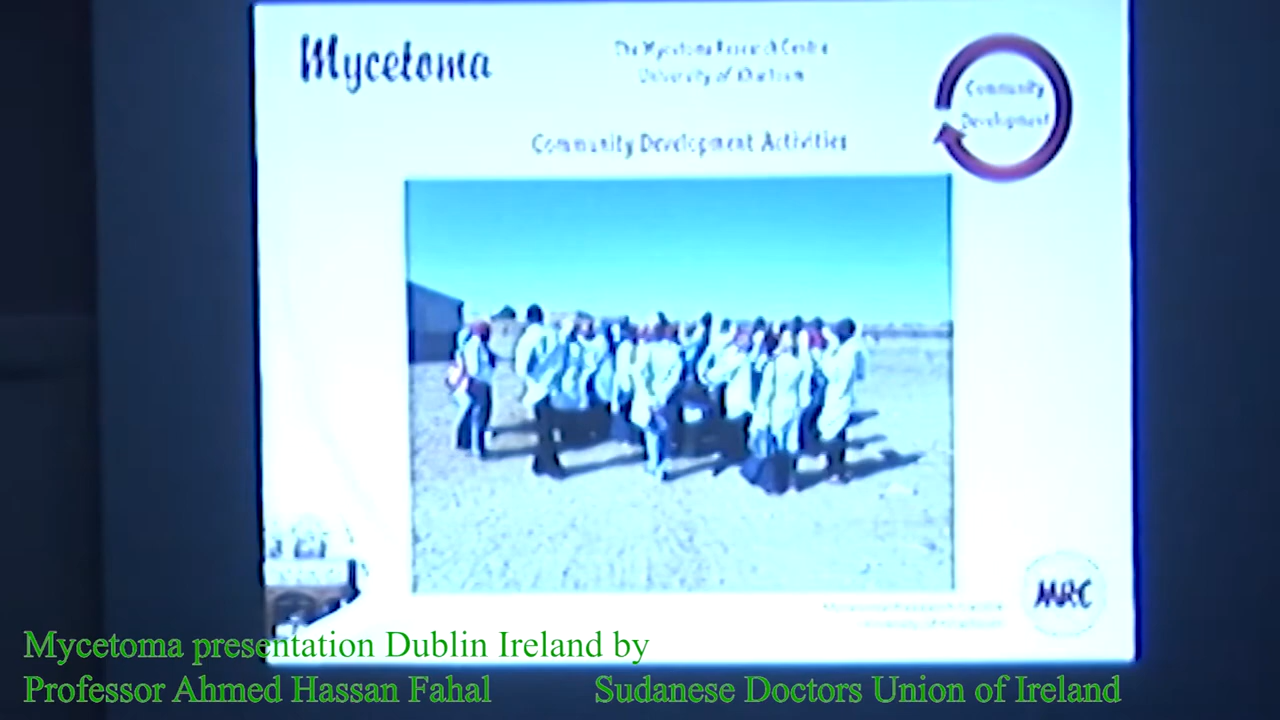 Mycetoma
The Mycetoma Research Centre
University of Khartoum
Community
Development
Community Development Activities
MRC
Mycetoma presentation Dublin Ireland by
Professor Ahmed Hassan Fahal Sudanese Doctors Union of Ireland